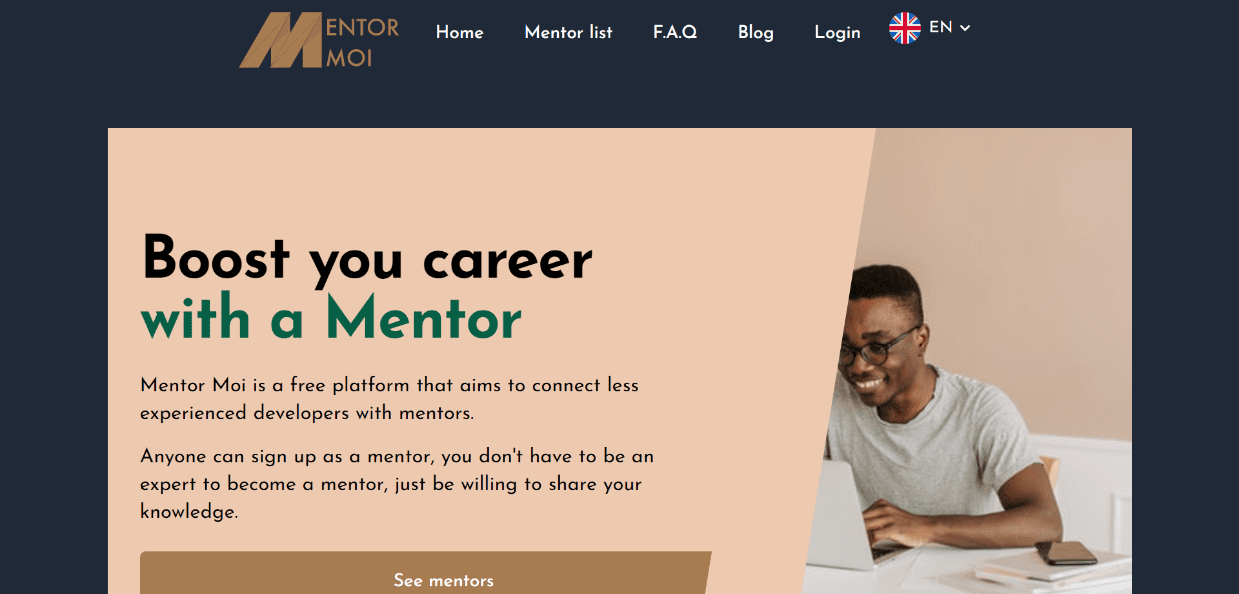 MENTOR
MOI
Home
Mentor list
F.A.Q
Blog
Login
EN
Boost you career
with a Mentor
Mentor Moi is a free platform that aims to connect less
experienced developers with mentors.
Anyone can sign up as a mentor, you don't have to be an
expert to become a mentor, just be willing to share your
knowledge.
See mentors